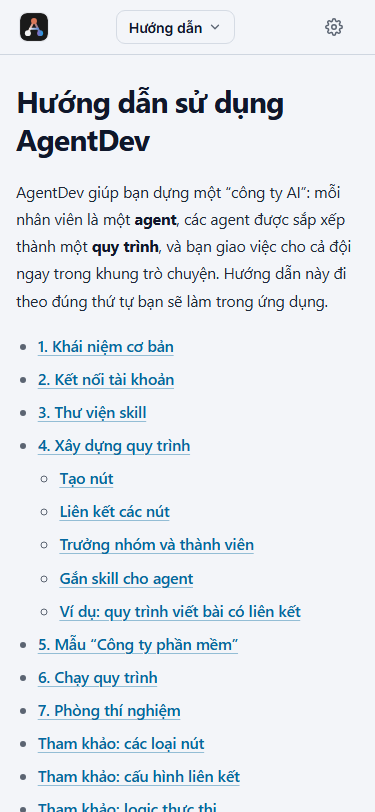 Hướng dẫn
Hướng dẫn sử dụng
AgentDev
AgentDev giúp bạn dựng một “công ty AI”: mỗi
nhân viên là một agent, các agent được sắp xếp
thành một quy trình, và bạn giao việc cho cả đội
ngay trong khung trò chuyện. Hướng dẫn này đi
theo đúng thứ tự bạn sẽ làm trong ứng dụng.
1. Khái niệm cơ bản
2. Kết nối tài khoản
3. Thư viện skill
4. Xây dựng quy trình
Tạo nút
Liên kết các nút
Trưởng nhóm và thành viên
Gắn skill cho agent
Ví dụ: quy trình viết bài có liên kết
5. Mẫu “Công ty phần mềm”
6. Chạy quy trình
7. Phòng thí nghiệm
Tham khảo: các loại nút
Tham khảo: cấu hình liên kết
Tham khảo: logic thực thi